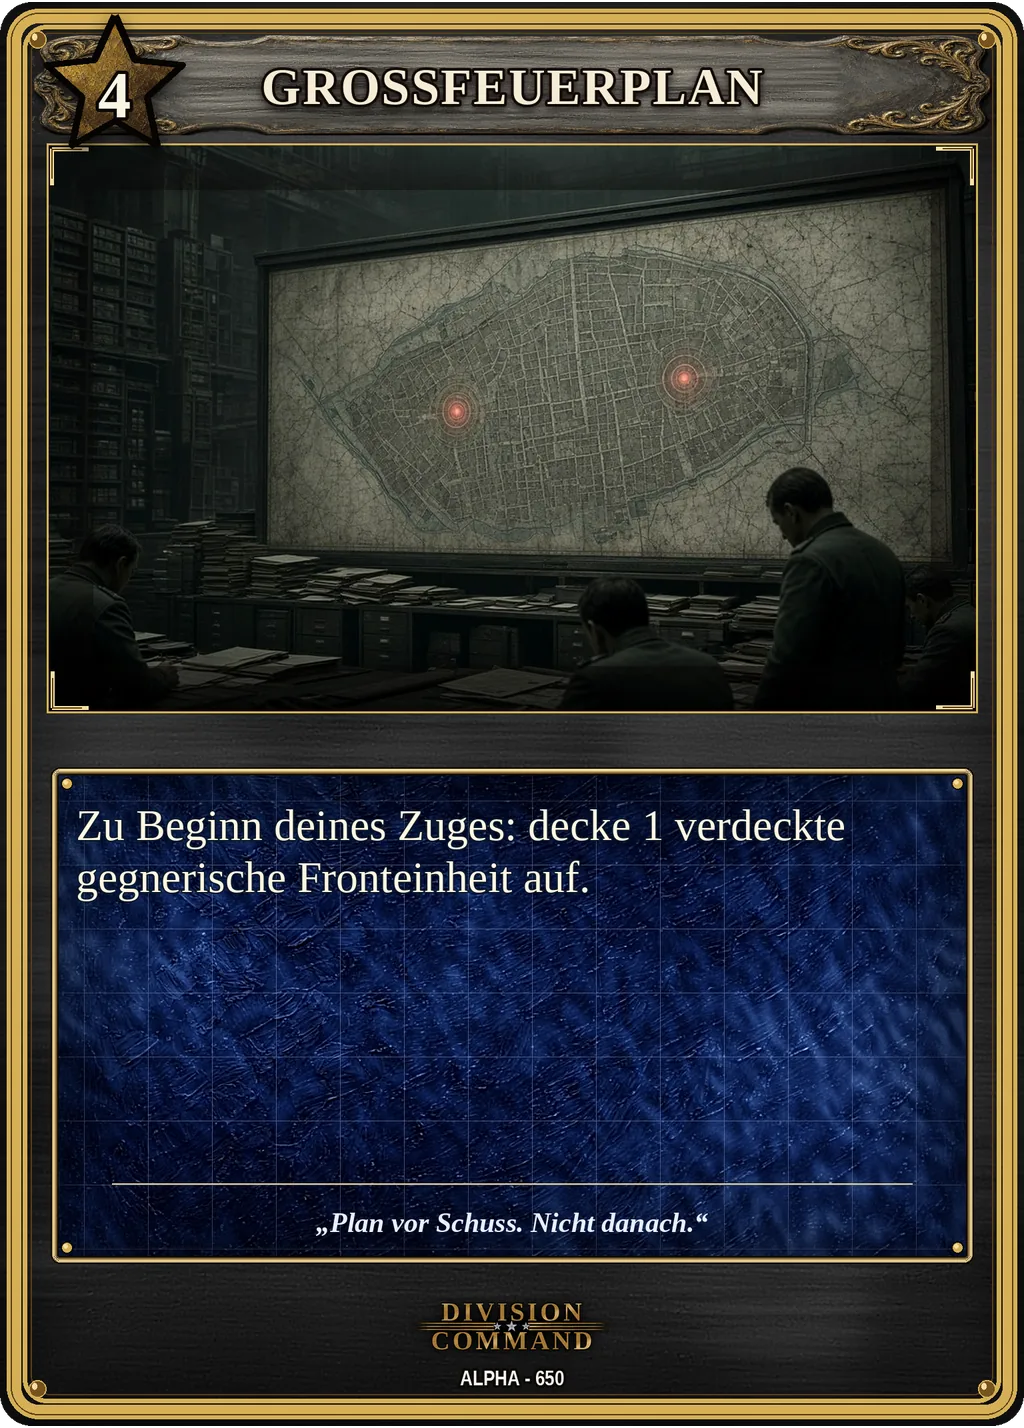 4
GROSSFEUERPLAN
Zu Beginn deines Zuges: decke 1 verdeckte
gegnerische Fronteinheit auf.
„Plan vor Schuss. Nicht danach.“
DIVISION
COMMAND
ALPHA - 650